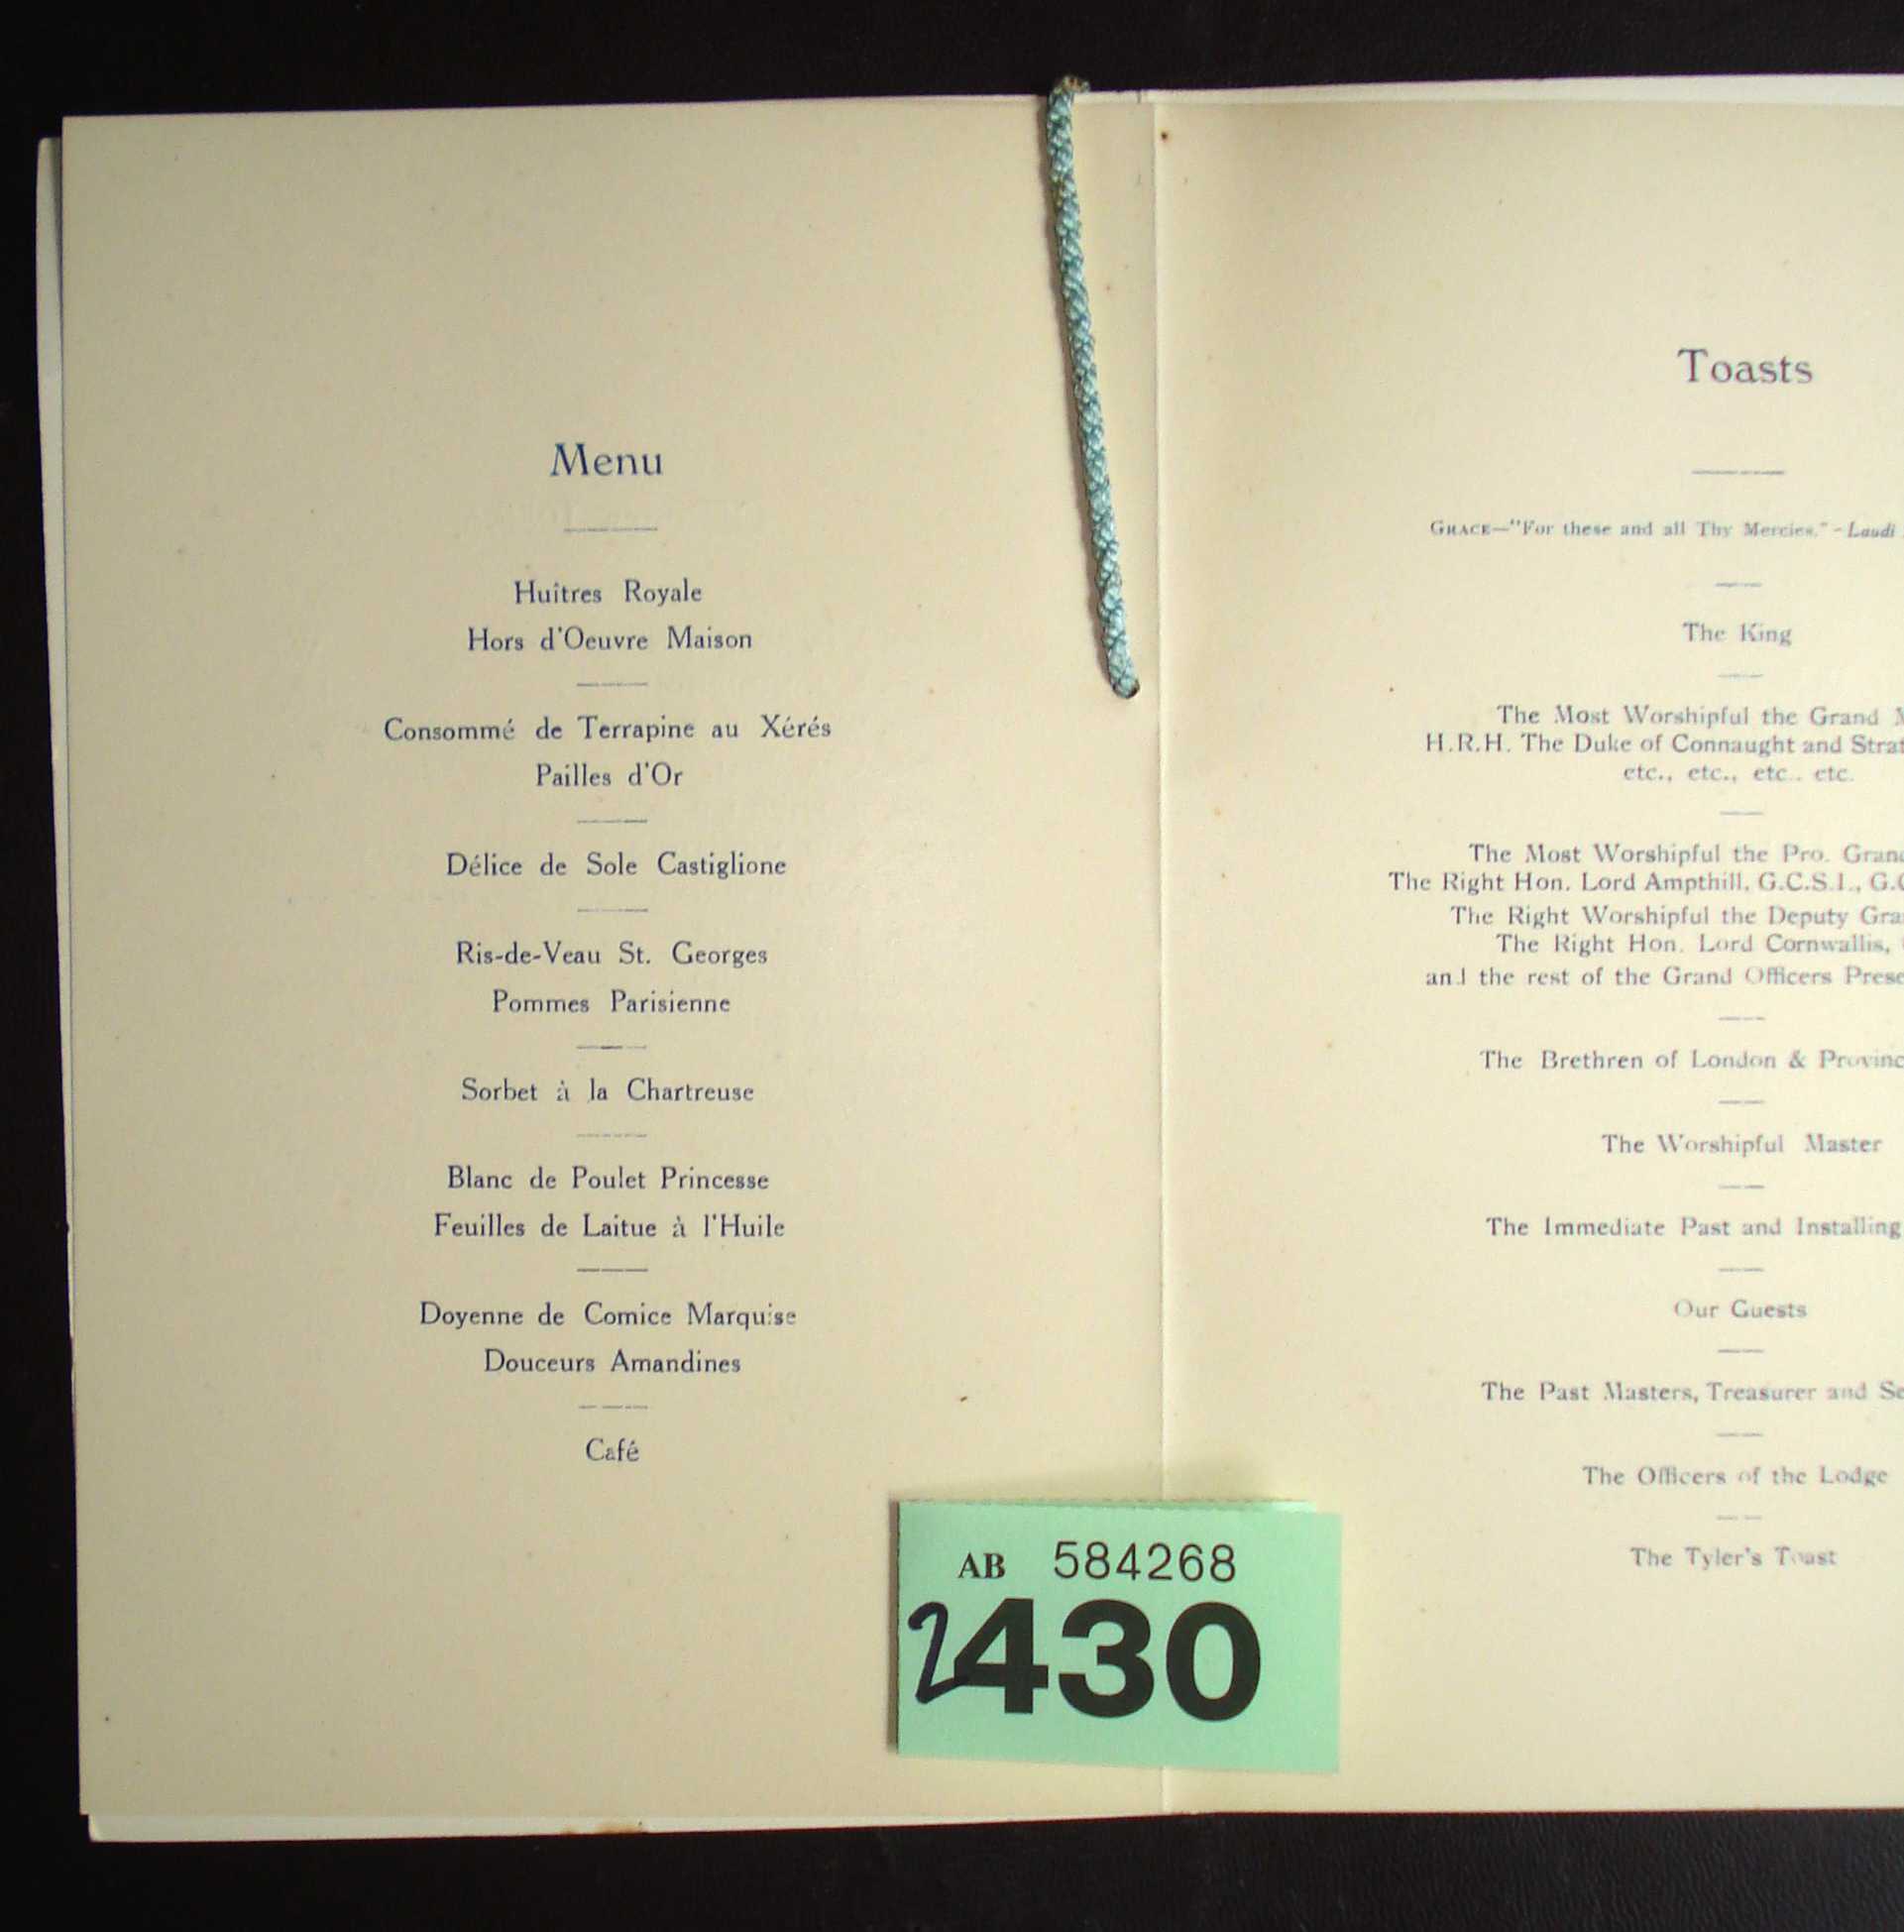 Menu
Huîtres Royale
Hors d'Oeuvre Maison
Consommé de Terrapine au Xérés
Pailles d'Or
Délice de Sole Castiglione
Ris-de-Veau St. Georges
Pommes Parisienne
Sorbet à la Chartreuse
Blanc de Poulet Princesse
Feuilles de Laitue à l'Huile
Doyenne de Comice Marquise
Douceurs Amandines
Café
Toasts
GRACE—"For these and all Thy Mercies."-Laudi
The King
The Most Worshipful the Grand
H.R.H. The Duke of Connaught and Strat
etc., etc., etc.. etc.
The Most Worshipful the Pro. Grand
The Right Hon. Lord Ampthill, G.C.S.I.,
The Right Worshipful the Deputy Gra
The Right Hon. Lord Cornwallis,
and the rest of the Grand Officers Prese
The Brethren of London & Provinc
The Worshipful Master
The Immediate Past and Installing
Our Guests
The Past Masters, Treasurer and Se
The Officers of the Lodge
The Tyler's Toast
AB 584268
2430